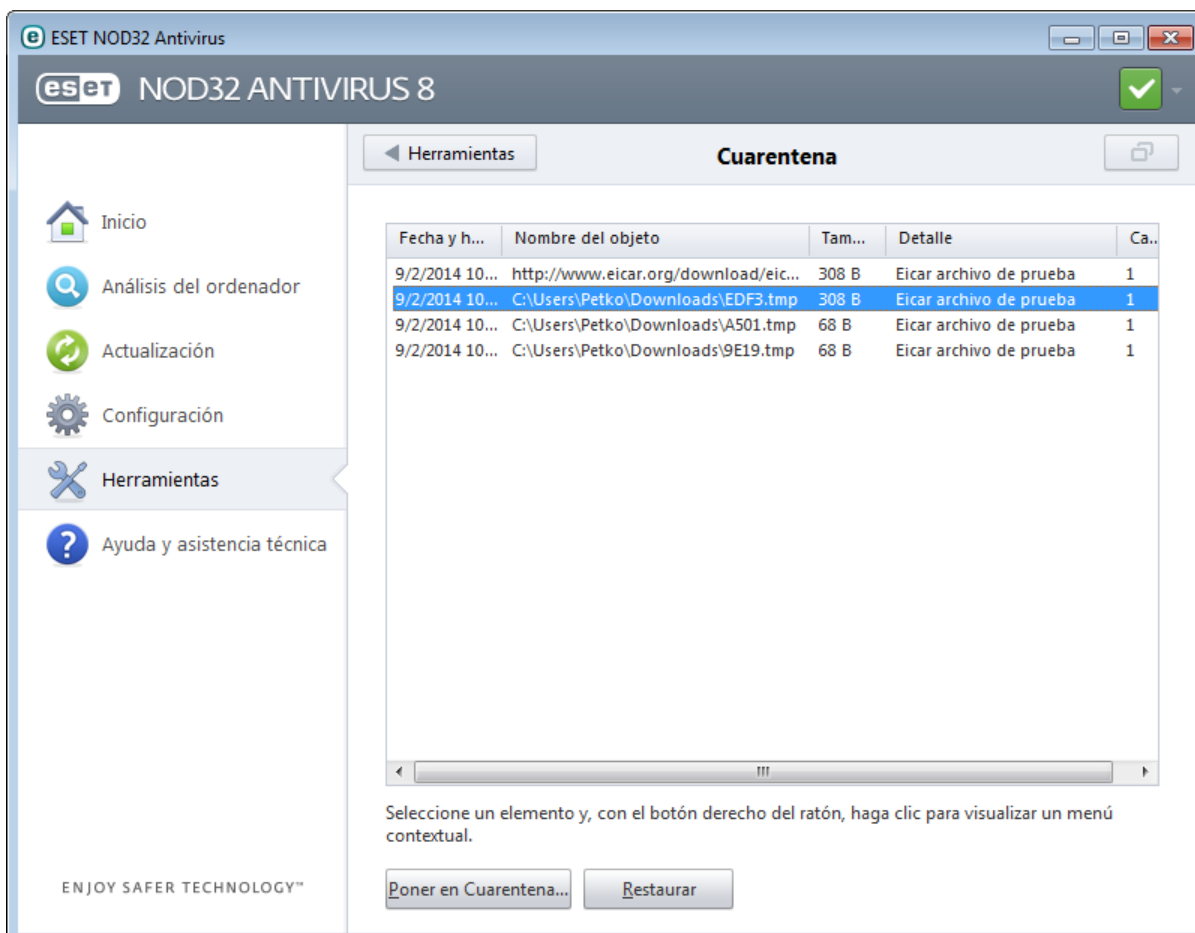 ESET NOD32 Antivirus
eseT NOD32 ANTIVIRUS 8
Herramientas
Cuarentena
Inicio
Análisis del ordenador
Actualización
Configuración
Herramientas
Ayuda y asistencia técnica
Fecha y h... Nombre del objeto Tam... Detalle Ca..
9/2/2014 10... http://www.eicar.org/download/eic... 308 B Eicar archivo de prueba 1
9/2/2014 10... C:\Users\Petko\Downloads\EDF3.tmp 308 B Eicar archivo de prueba 1
9/2/2014 10... C:\Users\Petko\Downloads\A501.tmp 68 B Eicar archivo de prueba 1
9/2/2014 10... C:\Users\Petko\Downloads\9E19.tmp 68 B Eicar archivo de prueba 1
Seleccione un elemento y, con el botón derecho del ratón, haga clic para visualizar un menú
contextual.
ENJOY SAFER TECHNOLOGY™
Poner en Cuarentena... Restaurar